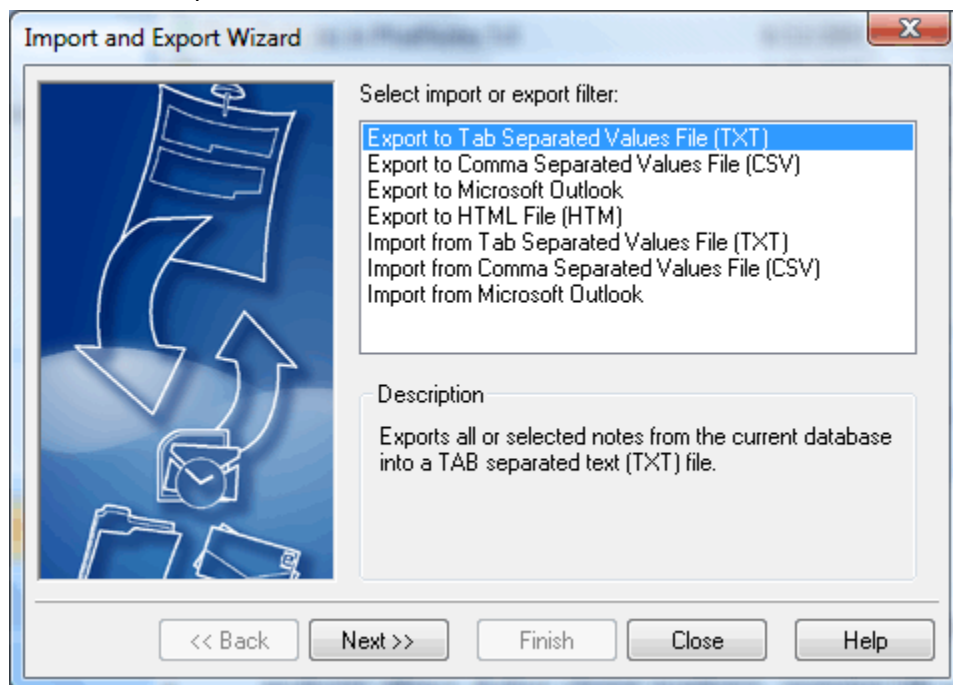 Import and Export Wizard
Select import or export filter:
Export to Tab Separated Values File (TXT)
Export to Comma Separated Values File (CSV)
Export to Microsoft Outlook
Export to HTML File (HTM)
Import from Tab Separated Values File (TXT)
Import from Comma Separated Values File (CSV)
Import from Microsoft Outlook
Description
Exports all or selected notes from the current database
into a TAB separated text (TXT) file.
<< Back Next >> Finish Close Help